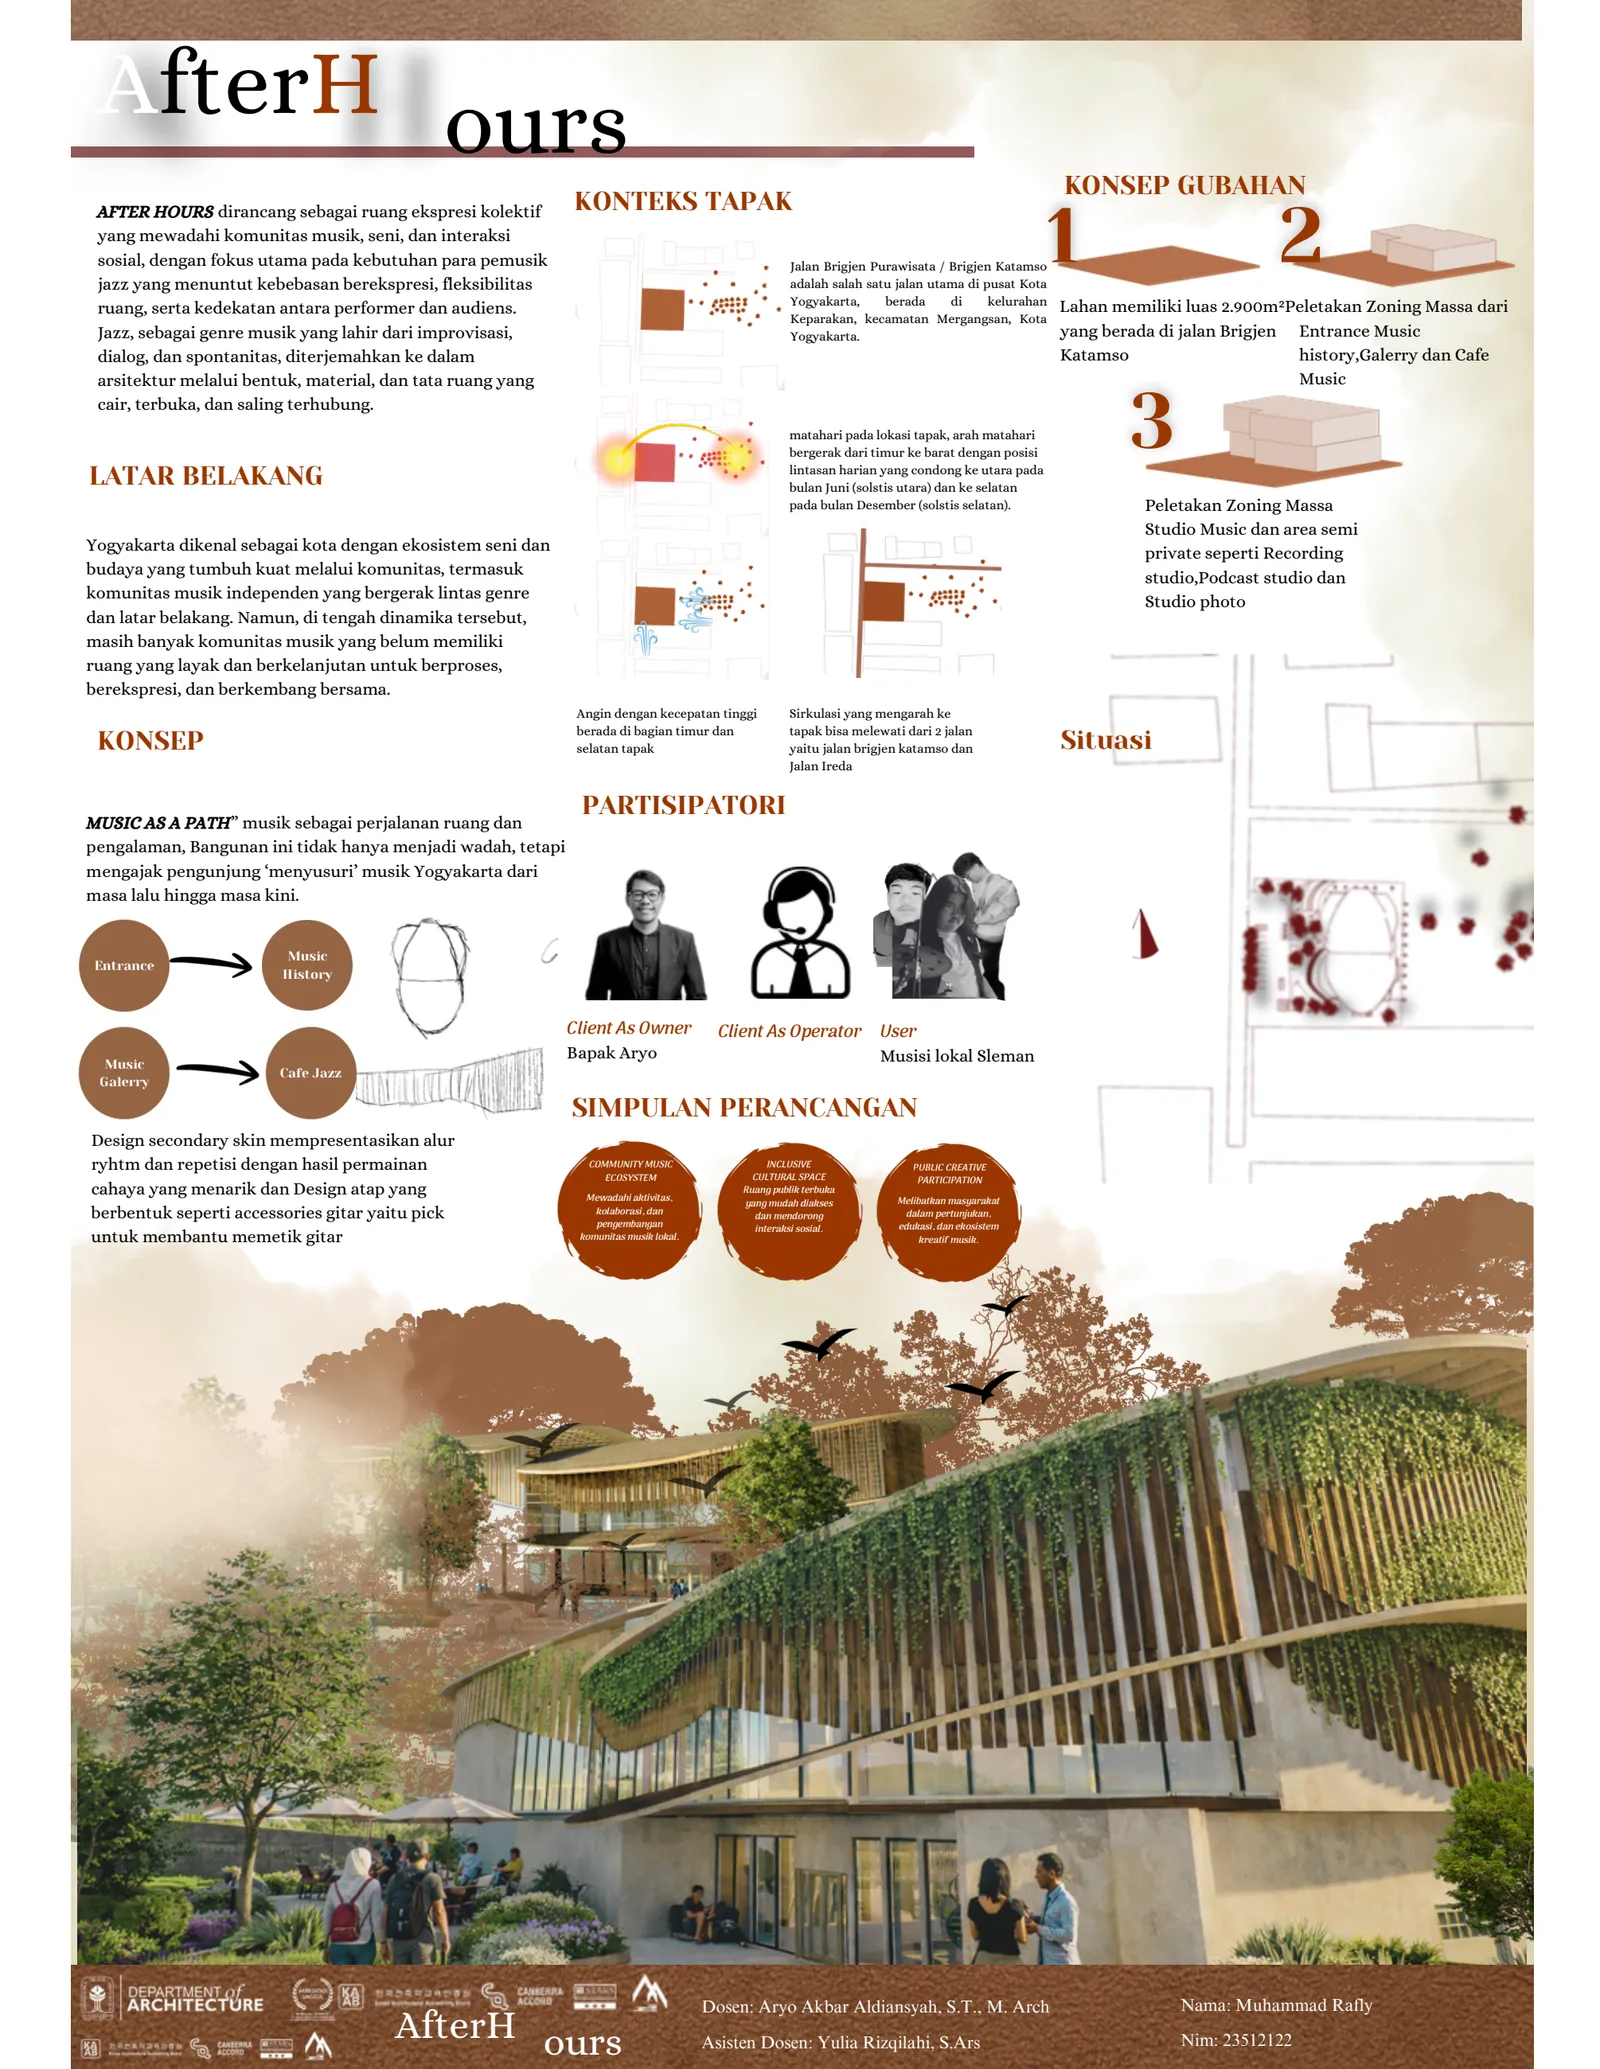 AfterH
ours
AFTER HOURS dirancang sebagai ruang ekspresi kolektif
yang mewadahi komunitas musik, seni, dan interaksi
sosial, dengan fokus utama pada kebutuhan para pemusik
jazz yang menuntut kebebasan berekspresi, fleksibilitas
ruang, serta kedekatan antara performer dan audiens.
Jazz, sebagai genre musik yang lahir dari improvisasi,
dialog, dan spontanitas, diterjemahkan ke dalam
arsitektur melalui bentuk, material, dan tata ruang yang
cair, terbuka, dan saling terhubung.
LATAR BELAKANG
Yogyakarta dikenal sebagai kota dengan ekosistem seni dan
budaya yang tumbuh kuat melalui komunitas, termasuk
komunitas musik independen yang bergerak lintas genre
dan latar belakang. Namun, di tengah dinamika tersebut,
masih banyak komunitas musik yang belum memiliki
ruang yang layak dan berkelanjutan untuk berproses,
berekspresi, dan berkembang bersama.
KONSEP
MUSIC AS A PATH” musik sebagai perjalanan ruang dan
pengalaman, Bangunan ini tidak hanya menjadi wadah, tetapi
mengajak pengunjung ‘menyusuri’ musik Yogyakarta dari
masa lalu hingga masa kini.
Entrance
Music
History
Music
Galerry
Cafe Jazz
Design secondary skin mempresentasikan alur
ryhtm dan repetisi dengan hasil permainan
cahaya yang menarik dan Design atap yang
berbentuk seperti accessories gitar yaitu pick
untuk membantu memetik gitar
KONTEKS TAPAK
Jalan Brigjen Purawisata / Brigjen Katamso
adalah salah satu jalan utama di pusat Kota
Yogyakarta, berada di kelurahan
Keparakan, kecamatan Mergangsan, Kota
Yogyakarta.
matahari pada lokasi tapak, arah matahari
bergerak dari timur ke barat dengan posisi
lintasan harian yang condong ke utara pada
bulan Juni (solstis utara) dan ke selatan
pada bulan Desember (solstis selatan).
Angin dengan kecepatan tinggi
berada di bagian timur dan
selatan tapak
Sirkulasi yang mengarah ke
tapak bisa melewati dari 2 jalan
yaitu jalan brigjen katamso dan
Jalan Ireda
PARTISIPATORI
Client As Owner
Bapak Aryo
Client As Operator
User
Musisi lokal Sleman
SIMPULAN PERANCANGAN
COMMUNITY MUSIC
ECOSYSTEM
Mewadahi aktivitas,
kolaborasi, dan
pengembangan
komunitas musik lokal.
INCLUSIVE
CULTURAL SPACE
Ruang publik terbuka
yang mudah diakses
dan mendorong
interaksi sosial.
PUBLIC CREATIVE
PARTICIPATION
Melibatkan masyarakat
dalam pertunjukan,
edukasi, dan ekosistem
kreatif musik.
KONSEP GUBAHAN
1
Lahan memiliki luas 2.900m²
yang berada di jalan Brigjen
Katamso
2
Peletakan Zoning Massa dari
Entrance Music
history,Galerry dan Cafe
Music
3
Peletakan Zoning Massa
Studio Music dan area semi
private seperti Recording
studio,Podcast studio dan
Studio photo
Situasi
DEPARTMENT of
ARCHITECTURE
KAAB
CANBERRA
ACCORD
KAAB
CANBERRA
ACCORD
AfterH
ours
Dosen: Aryo Akbar Aldiansyah, S.T., M. Arch
Asisten Dosen: Yulia Rizqilahi, S.Ars
Nama: Muhammad Rafly
Nim: 23512122